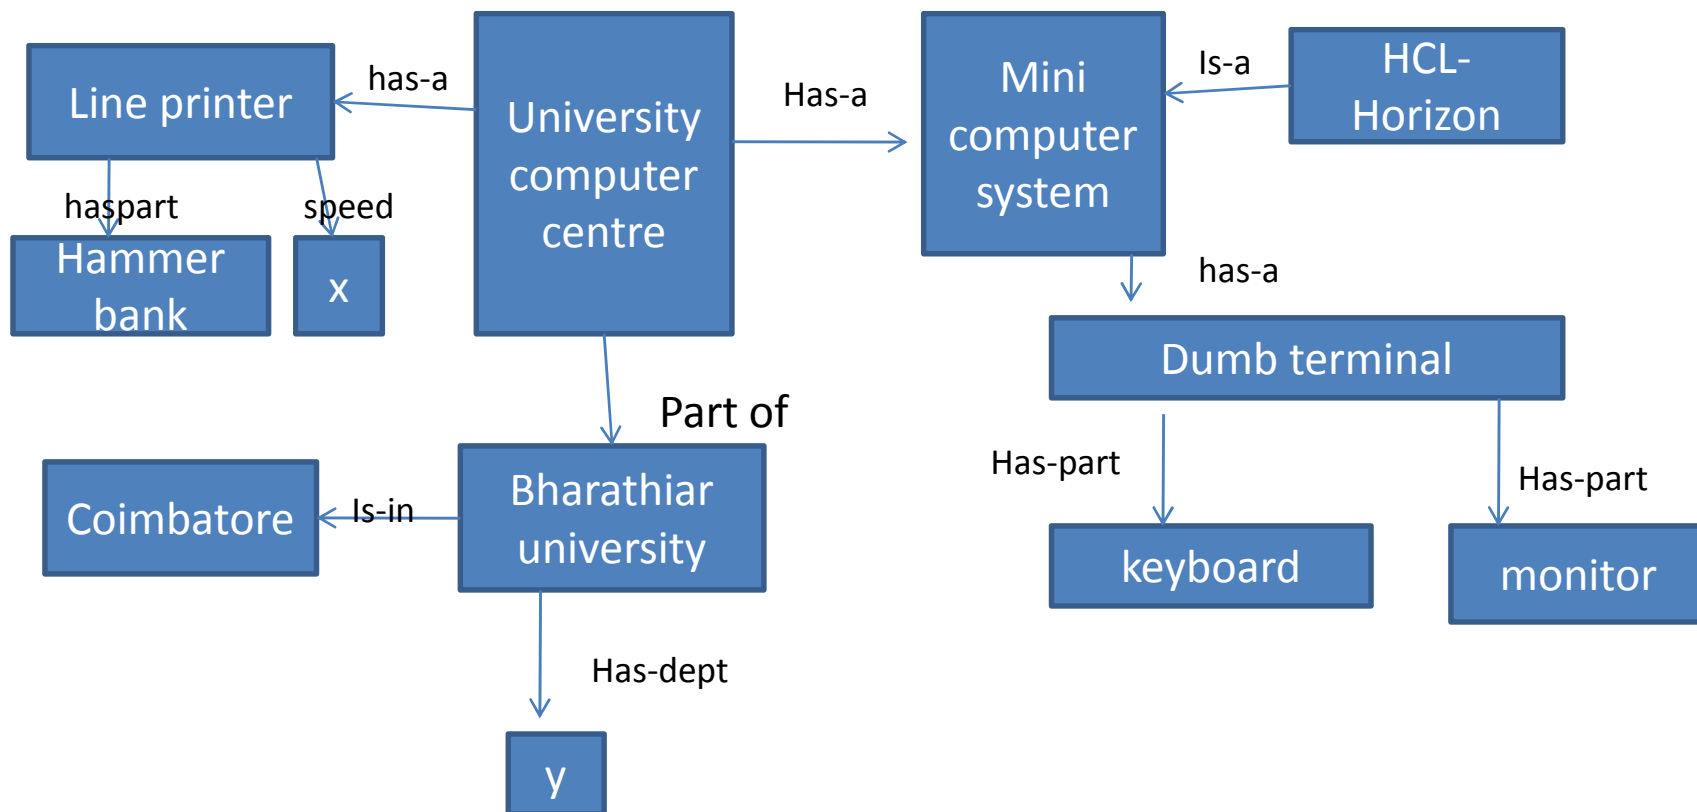 Line printer
has-a
University
computer
centre
Has-a
Mini
computer
system
Is-a
HCL-
Horizon
haspart
speed
Hammer
bank
x
has-a
Dumb terminal
Part of
Has-part
Has-part
Coimbatore
Is-in
Bharathiar
university
keyboard
monitor
Has-dept
y